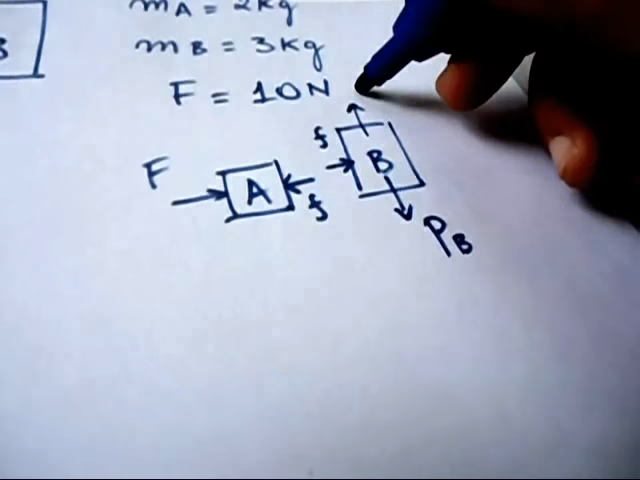 mA = 2kg
B
mB = 3kg
F = 10N
f
B
F
A
f
PB